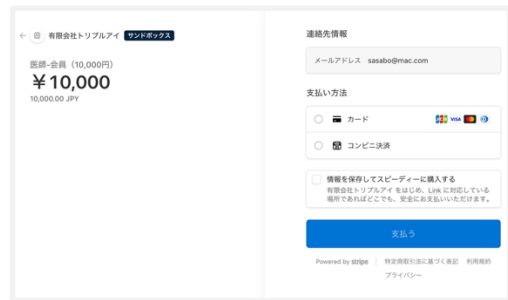 有限会社トリプルアイ サンドボックス
医師-会員（10,000円）
￥10,000
10,000.00 JPY
連絡先情報
メールアドレス sasabo@mac.com
支払い方法
カード JCB VISA
コンビニ決済
情報を保存してスピーディーに購入する
有限会社トリプルアイ をはじめ、Link に対応している
場所であればどこでも、安全にお支払いいただけます。
支払う
Powered by stripe 特定商取引法に基づく表記 利用規約
プライバシー